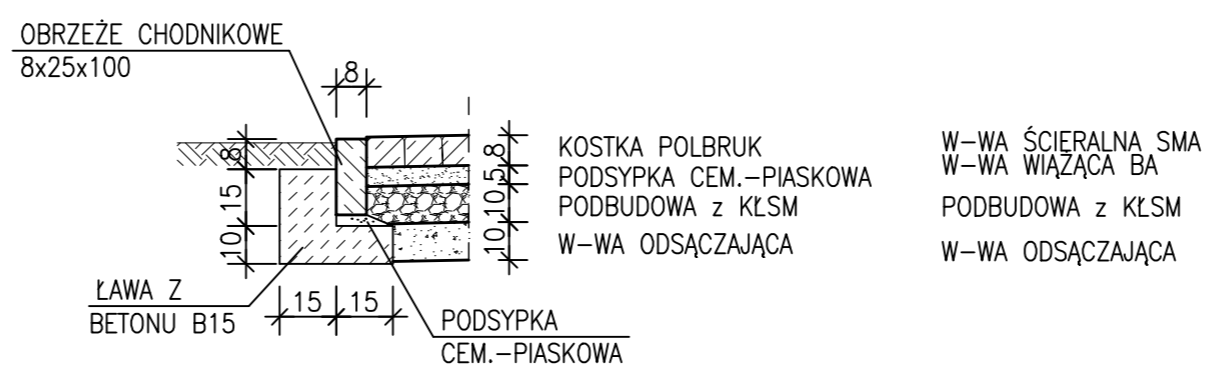 OBRZEŻE CHODNIKOWE
8x25x100
8
8
15
10
8
5
10
10
KOSTKA POLBRUK
PODSYPKA CEM.-PIASKOWA
PODBUDOWA z KŁSM
W-WA ODSĄCZAJĄCA
W-WA ŚCIERALNA SMA
W-WA WIĄŻĄCA BA
PODBUDOWA z KŁSM
W-WA ODSĄCZAJĄCA
ŁAWA Z
BETONU B15
15
15
PODSYPKA
CEM.-PIASKOWA